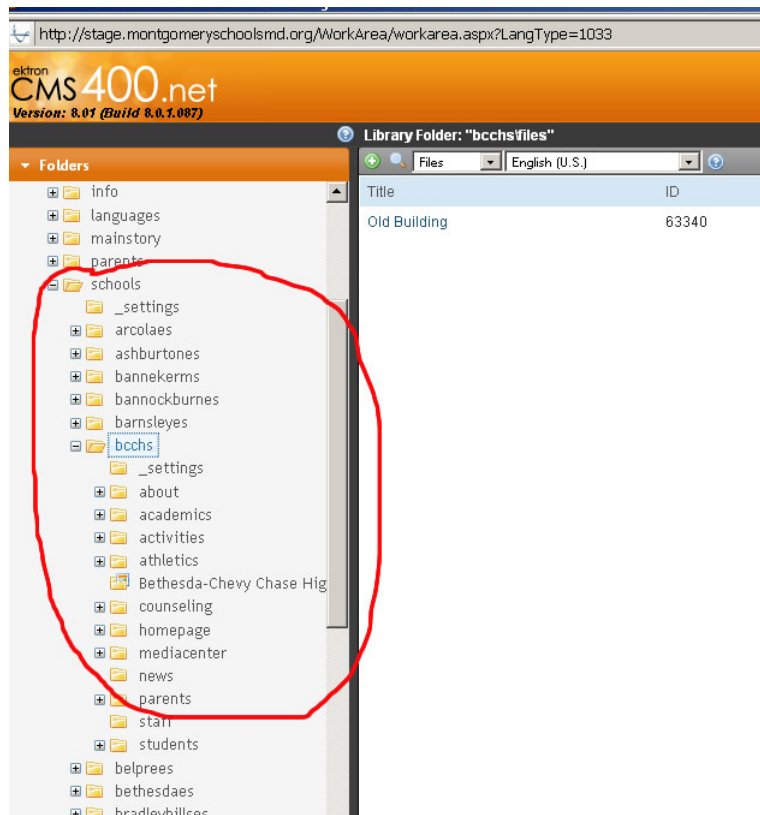 http://stage.montgomeryschoolsmd.org/WorkArea/workarea.aspx?LangType=1033
ektron
CMS400.net
Version: 8.01 (Build 8.0.1.087)
Library Folder: "bcchs\files"
Folders
Files English (U.S.)
Title ID
Old Building 63340
info
languages
mainstory
parents
schools
_settings
arcolaes
ashburtones
bannekerms
bannockburnes
barnsleyes
bcchs
_settings
about
academics
activities
athletics
Bethesda-Chevy Chase Hig
counseling
homepage
mediacenter
news
parents
staff
students
belprees
bethesdaes
bradleyhillses